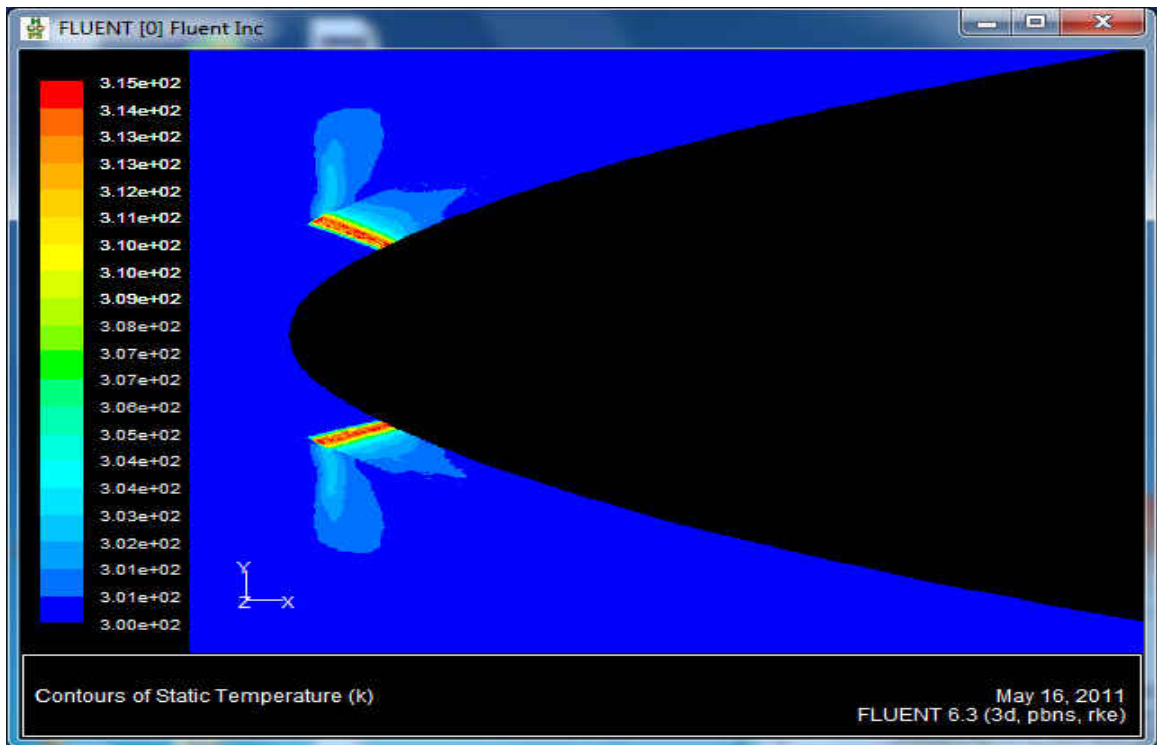 FLUENT [0] Fluent Inc
3.15e+02
3.14e+02
3.13e+02
3.13e+02
3.12e+02
3.11e+02
3.10e+02
3.10e+02
3.09e+02
3.08e+02
3.07e+02
3.07e+02
3.06e+02
3.05e+02
3.04e+02
3.04e+02
3.03e+02
3.02e+02
3.01e+02
3.01e+02
3.00e+02
Y
Z X
Contours of Static Temperature (k)
May 16, 2011
FLUENT 6.3 (3d, pbns, rke)